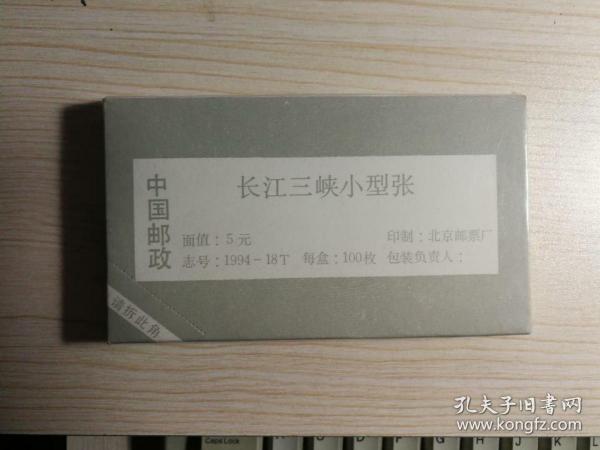 中国邮政
长江三峡小型张
面值：5元 印制：北京邮票厂
志号：1994－18T 每盒：100枚 包装负责人：
请拆此角
孔夫子旧书网
www.kongfz.com
Caps Lock
A
S
D
F
G
H
J
K
L